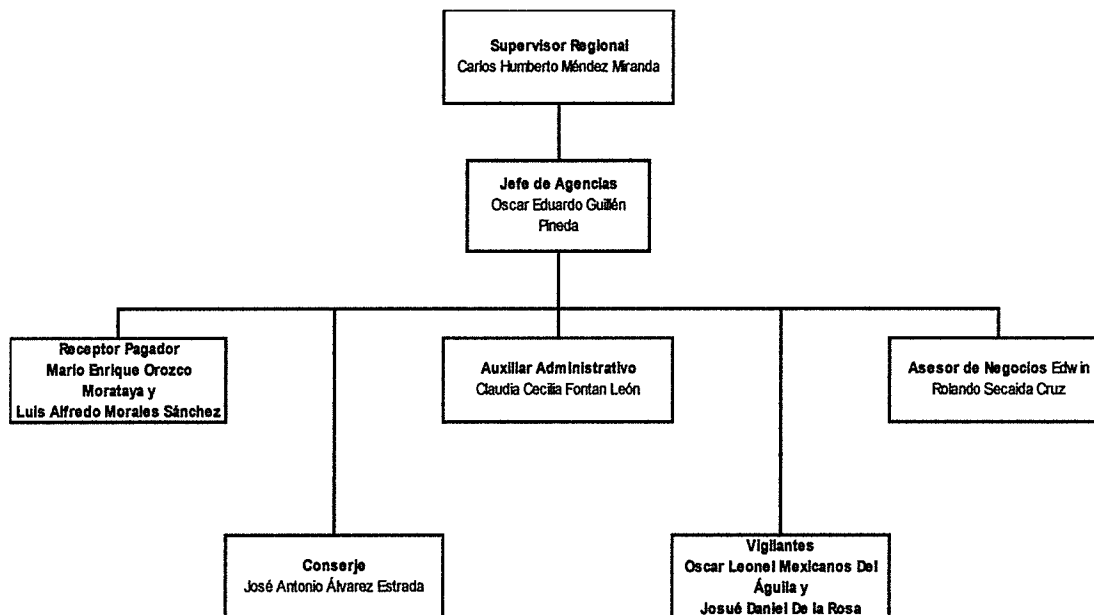 Supervisor Regional
Carlos Humberto Méndez Miranda
Jefe de Agencias
Oscar Eduardo Guillén
Pineda
Receptor Pagador
Mario Enrique Orozco
Morataya y
Luis Alfredo Morales Sánchez
Auxiliar Administrativo
Claudia Cecilia Fontan León
Asesor de Negocios Edwin
Rolando Secaida Cruz
Conserje
José Antonio Álvarez Estrada
Vigilantes
Oscar Leonel Mexicanos Del
Águila y
Josué Daniel De la Rosa